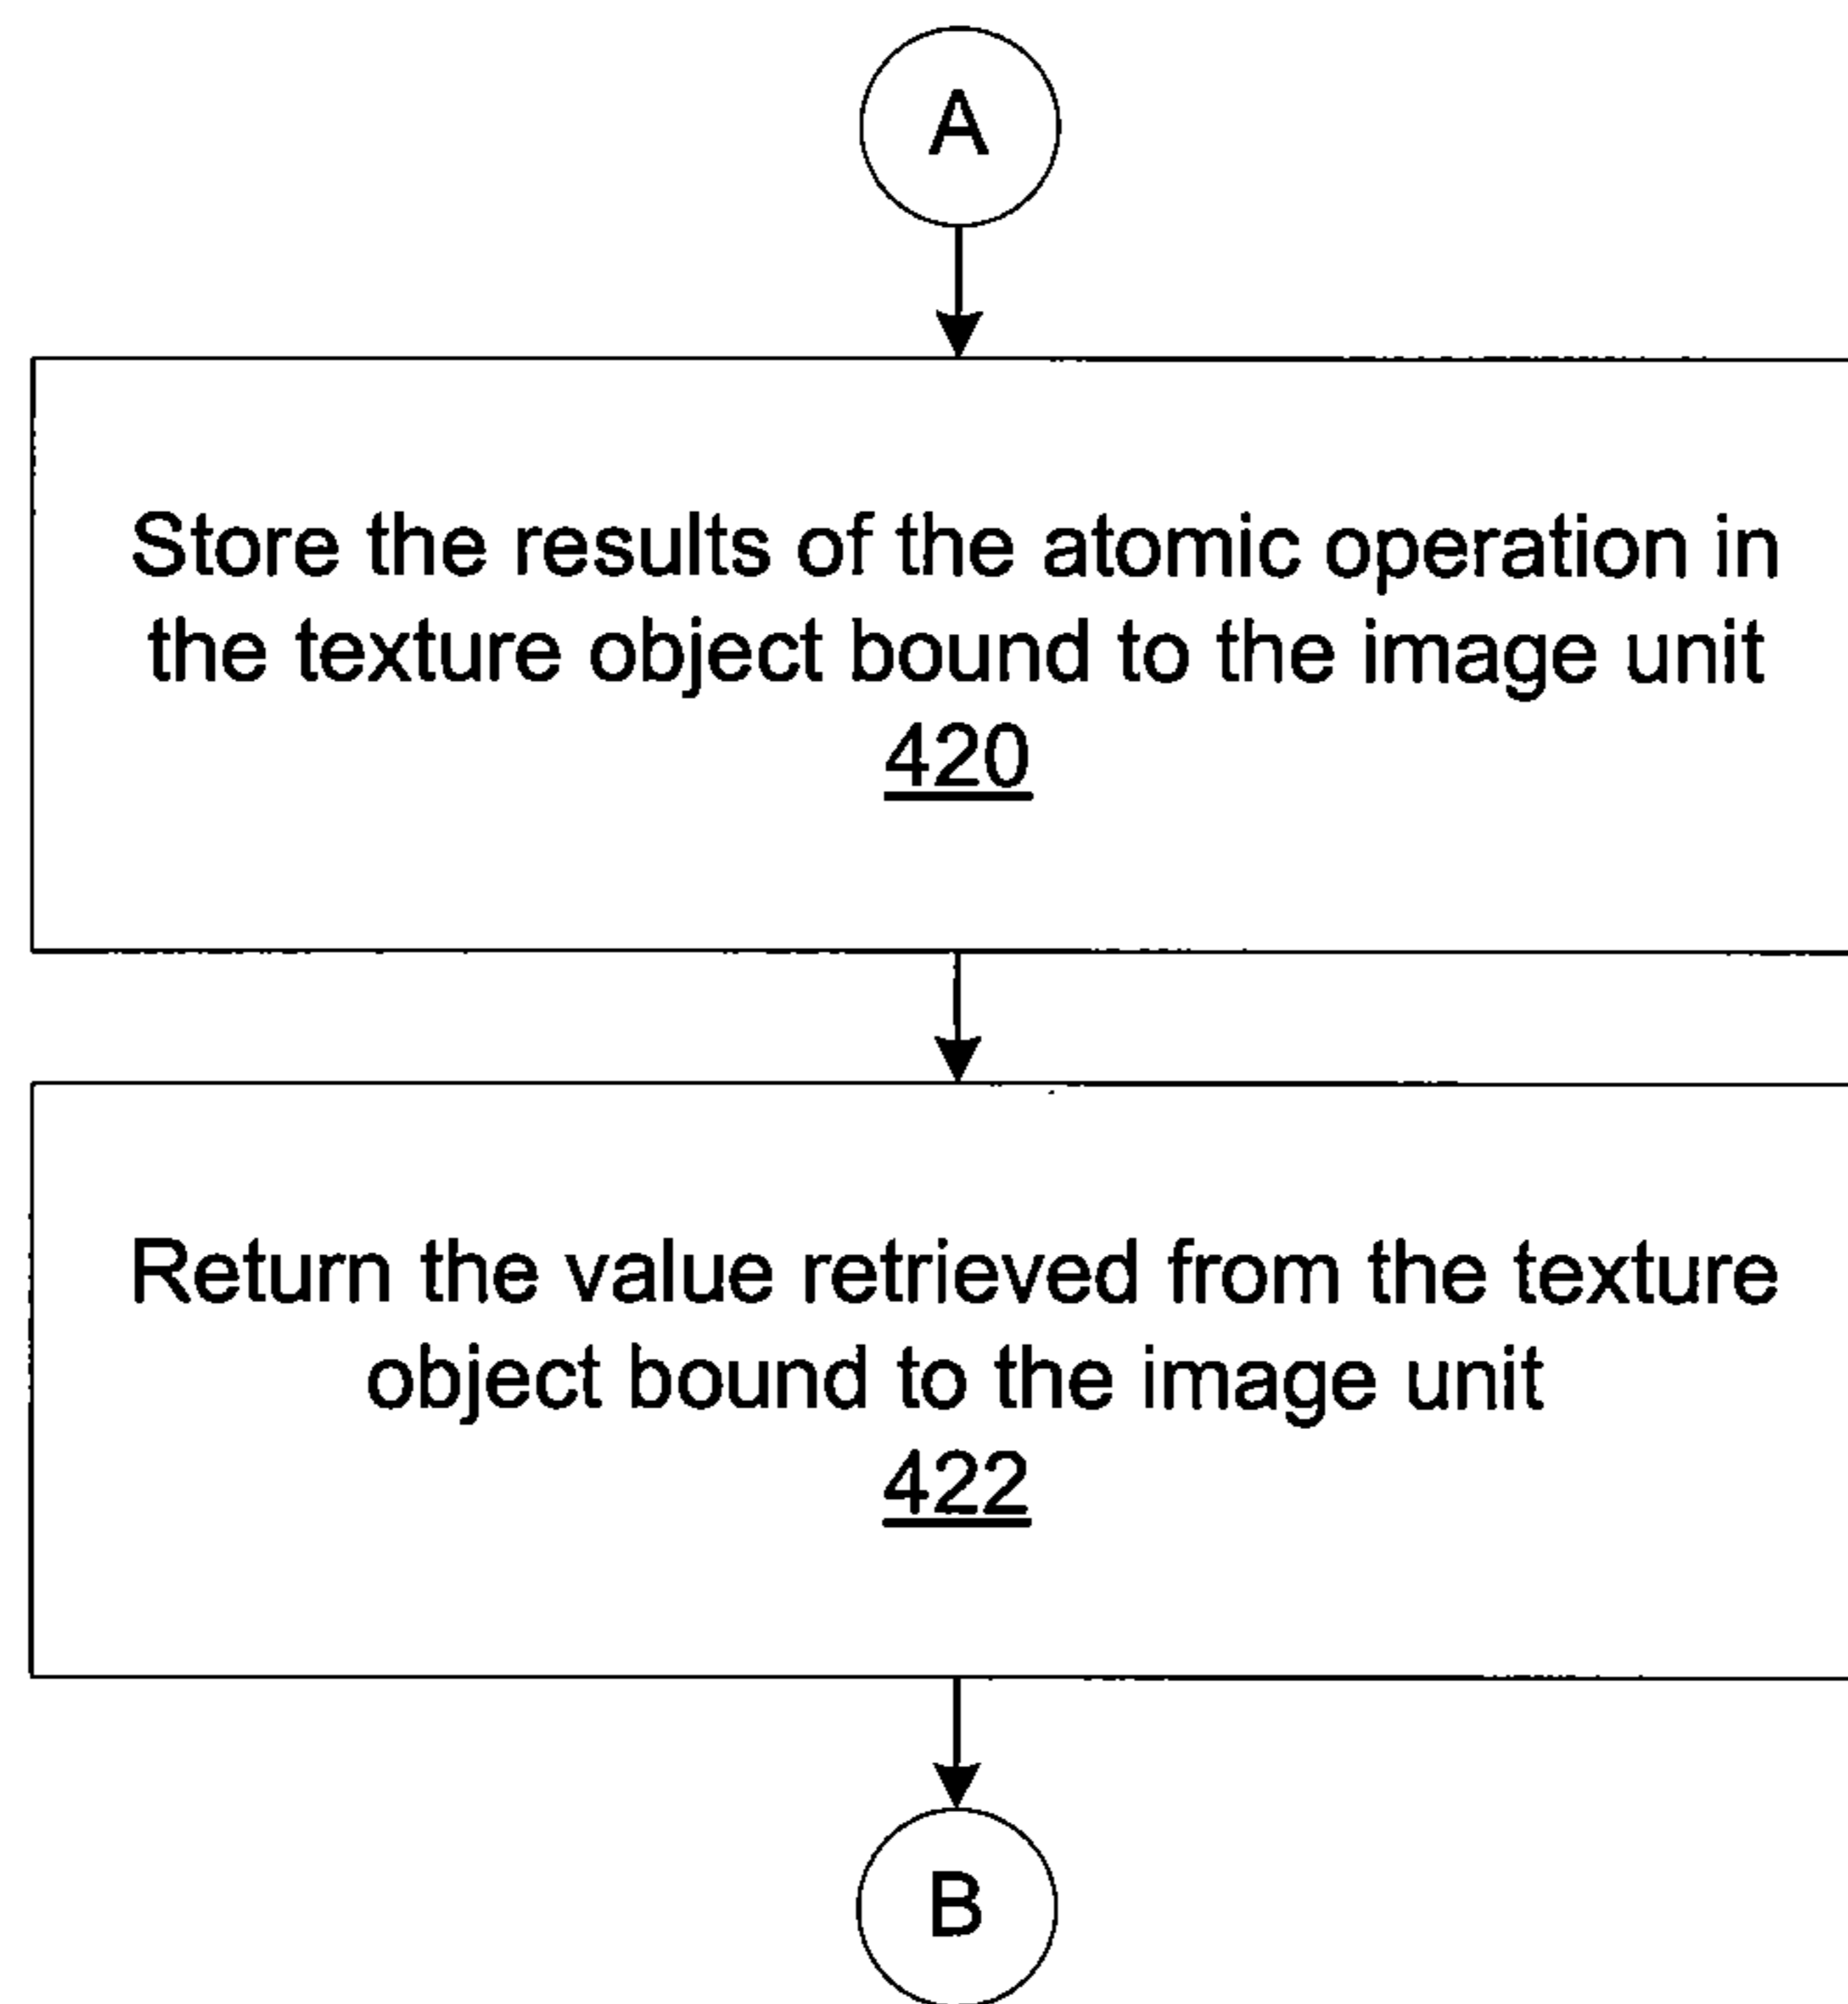 A
Store the results of the atomic operation in
the texture object bound to the image unit
420
Return the value retrieved from the texture
object bound to the image unit
422
B